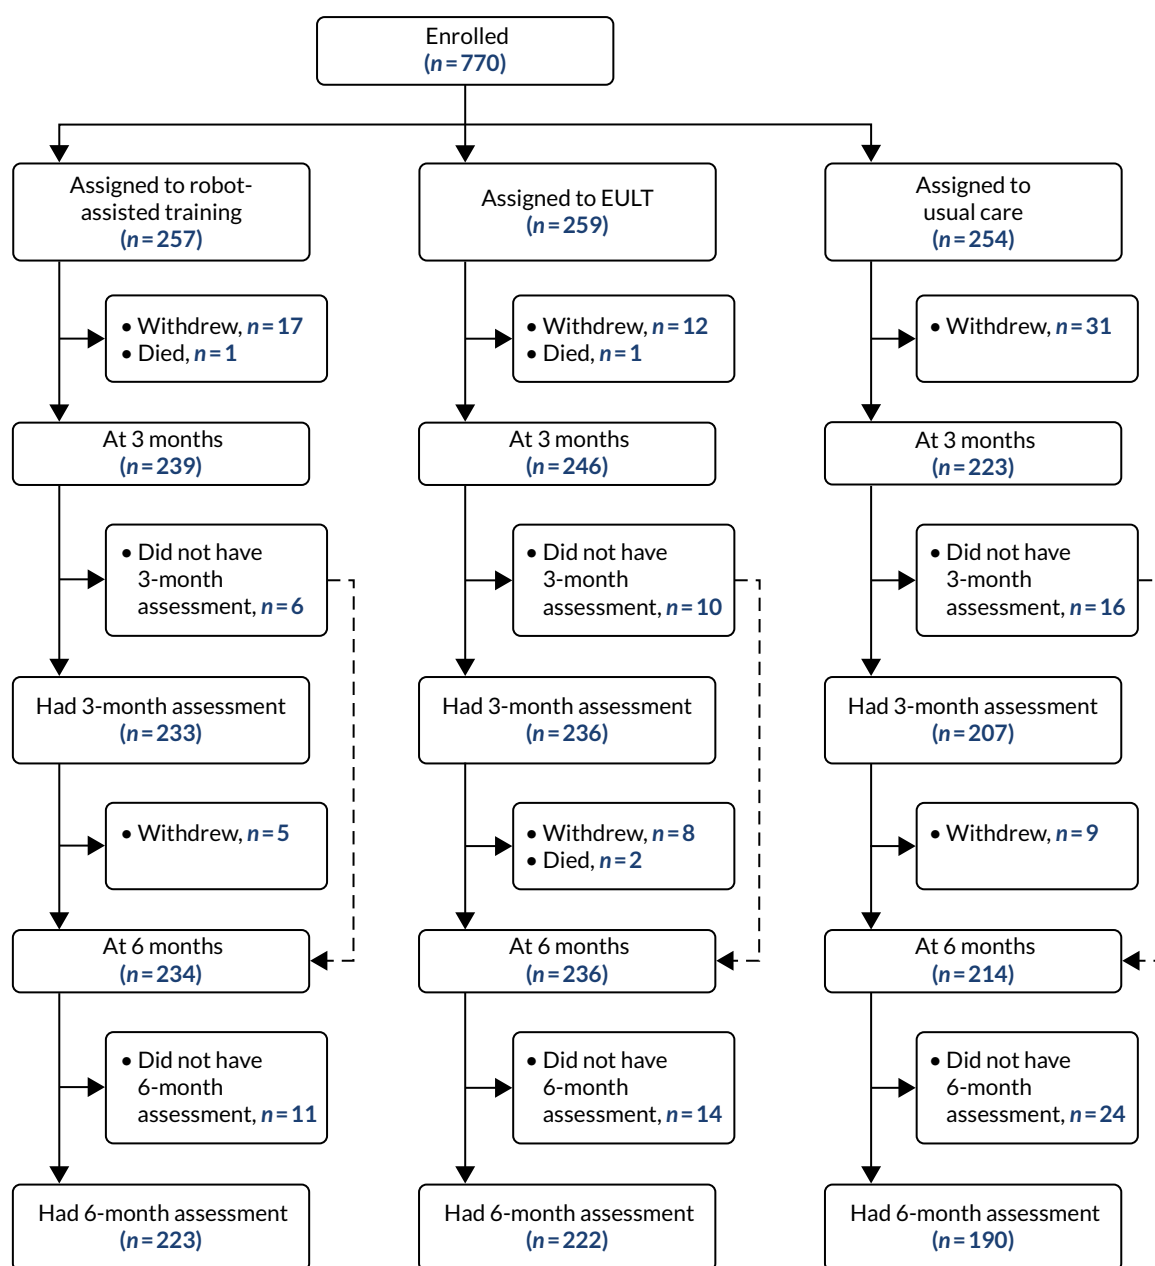 Enrolled
(n=770)
Assigned to robot-
assisted training
(n=257)
Assigned to EULT
(n=259)
Assigned to
usual care
(n=254)
• Withdrew, n=17
• Died, n=1
• Withdrew, n=12
• Died, n=1
• Withdrew, n=31
At 3 months
(n=239)
At 3 months
(n=246)
At 3 months
(n=223)
• Did not have
3-month
assessment, n=6
• Did not have
3-month
assessment, n=10
• Did not have
3-month
assessment, n=16
Had 3-month assessment
(n=233)
Had 3-month assessment
(n=236)
Had 3-month assessment
(n=207)
• Withdrew, n=5
• Withdrew, n=8
• Died, n=2
• Withdrew, n=9
At 6 months
(n=234)
At 6 months
(n=236)
At 6 months
(n=214)
• Did not have
6-month
assessment, n=11
• Did not have
6-month
assessment, n=14
• Did not have
6-month
assessment, n=24
Had 6-month assessment
(n=223)
Had 6-month assessment
(n=222)
Had 6-month assessment
(n=190)